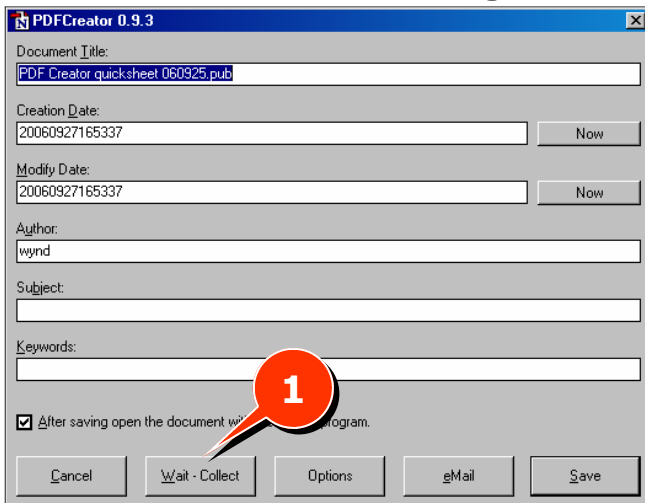 PDFCreator 0.9.3
Document Title:
PDF Creator quicksheet 060925.pub
Creation Date:
20060927165337 Now
Modify Date:
20060927165337 Now
Author:
wynd
Subject:
Keywords:
1
After saving open the document program.
Cancel Wait - Collect Options eMail Save